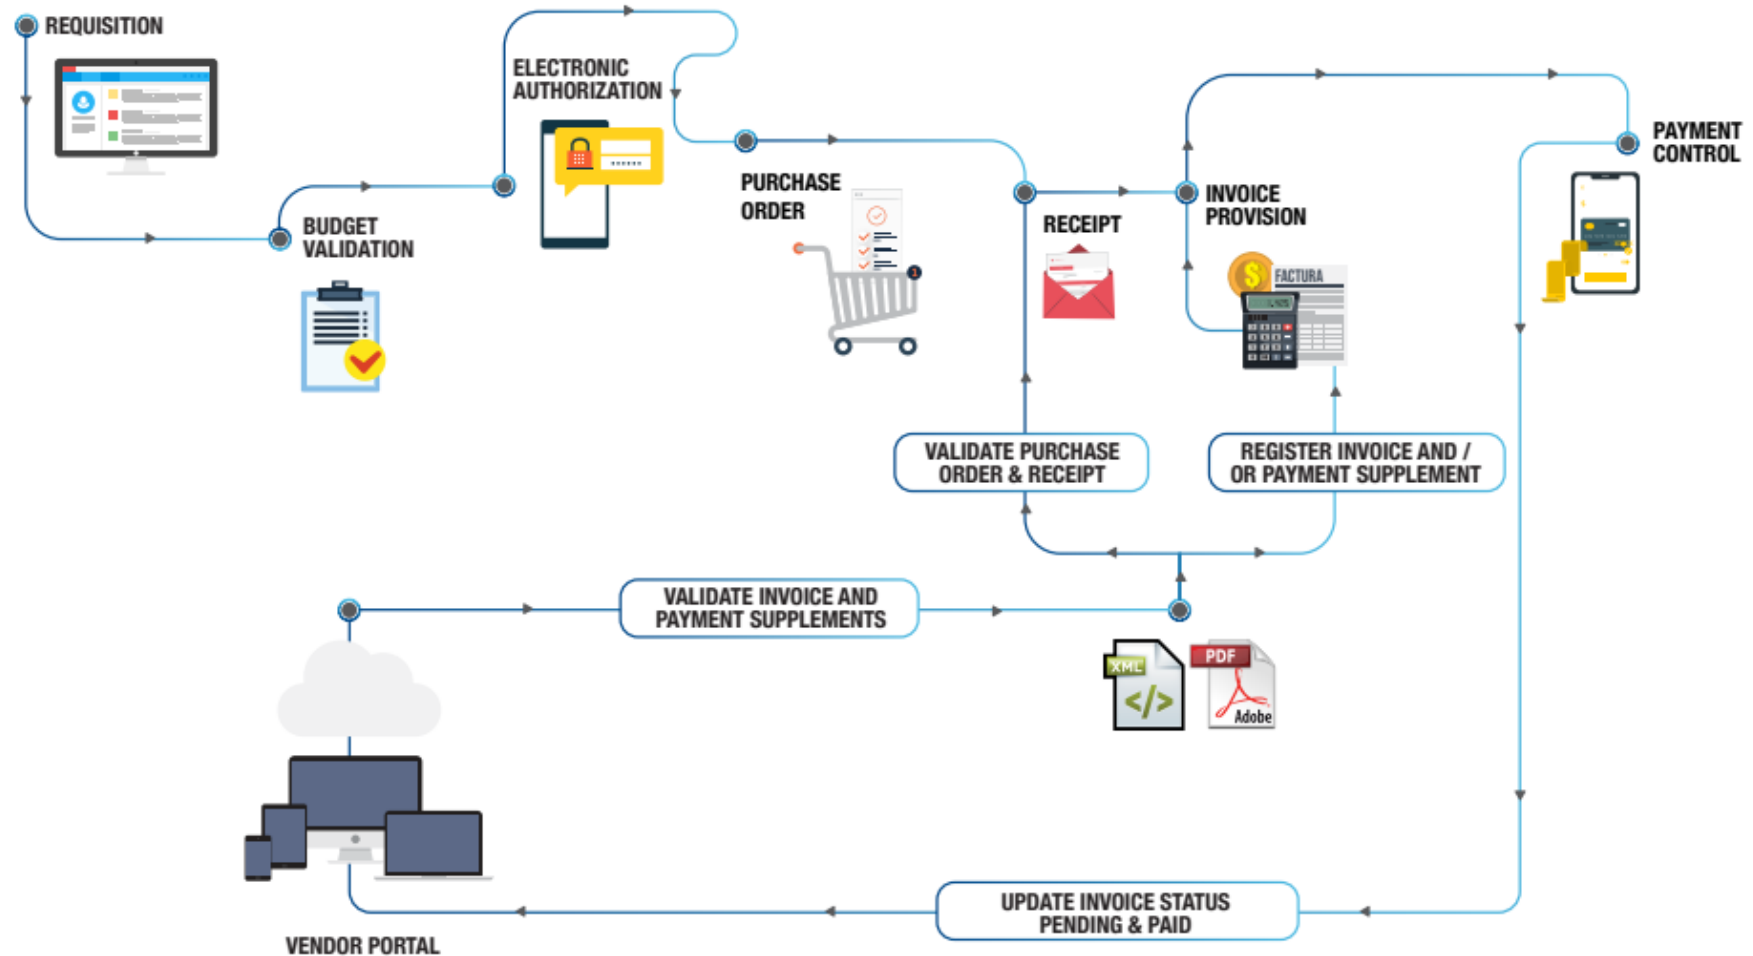 REQUISITION
ELECTRONIC
AUTHORIZATION
PAYMENT
CONTROL
PURCHASE
ORDER
INVOICE
PROVISION
RECEIPT
BUDGET
VALIDATION
FACTURA
1
VALIDATE PURCHASE
ORDER & RECEIPT
REGISTER INVOICE AND /
OR PAYMENT SUPPLEMENT
VALIDATE INVOICE AND
PAYMENT SUPPLEMENTS
XML
</>
PDF
Adobe
UPDATE INVOICE STATUS
PENDING & PAID
VENDOR PORTAL